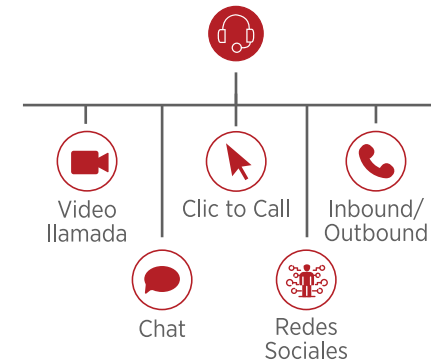 Video
llamada
Clic to Call
Inbound/
Outbound
Chat
Redes
Sociales